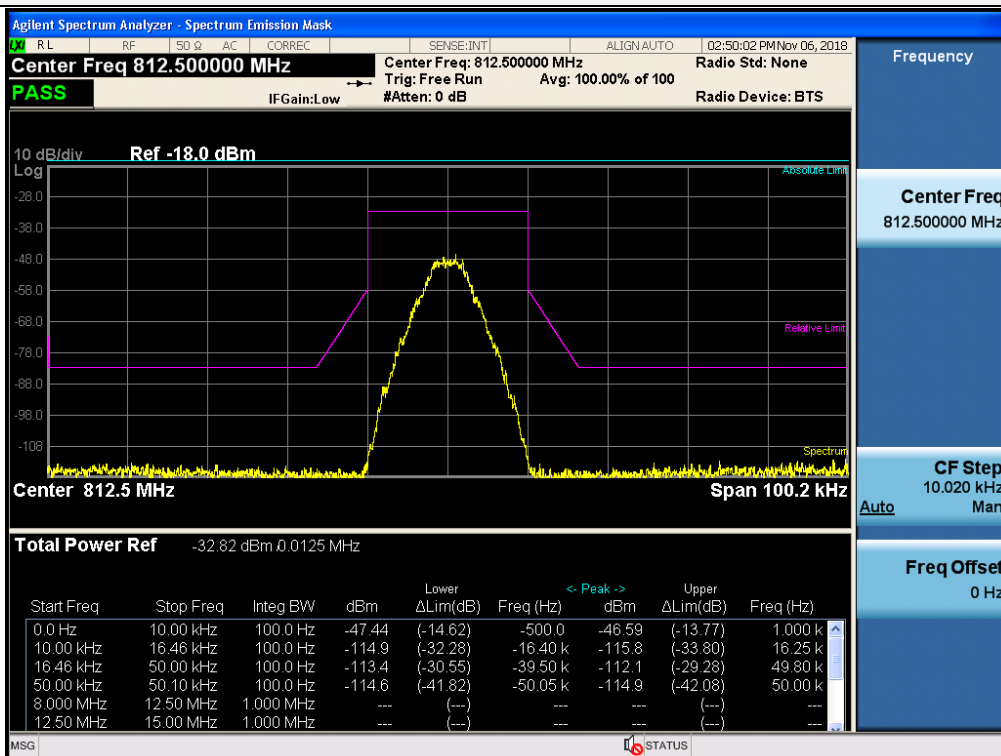 Agilent Spectrum Analyzer - Spectrum Emission Mask
LXI RL RF 50 Ω AC CORREC SENSE:INT ALIGN AUTO 02:50:02 PM Nov 06, 2018
Center Freq 812.500000 MHz Center Freq: 812.500000 MHz Radio Std: None
Trig: Free Run Avg: 100.00% of 100
PASS IFGain:Low #Atten: 0 dB Radio Device: BTS
10 dB/div Ref -18.0 dBm
Log
Absolute Limit
-28.0
-38.0
-48.0
-58.0
-68.0
Relative Limit
-78.0
-88.0
-98.0
-108
Spectrum
Center 812.5 MHz Span 100.2 kHz
Total Power Ref -32.82 dBm /0.0125 MHz
Lower <- Peak -> Upper
Start Freq Stop Freq Integ BW dBm ΔLim(dB) Freq (Hz) dBm ΔLim(dB) Freq (Hz)
0.0 Hz 10.00 kHz 100.0 Hz -47.44 (-14.62) -500.0 -46.59 (-13.77) 1.000 k
10.00 kHz 16.46 kHz 100.0 Hz -114.9 (-32.28) -16.40 k -115.8 (-33.80) 16.25 k
16.46 kHz 50.00 kHz 100.0 Hz -113.4 (-30.55) -39.50 k -112.1 (-29.28) 49.80 k
50.00 kHz 50.10 kHz 100.0 Hz -114.6 (-41.82) -50.05 k -114.9 (-42.08) 50.00 k
8.000 MHz 12.50 MHz 1.000 MHz --- (---) --- --- (---) ---
12.50 MHz 15.00 MHz 1.000 MHz --- (---) --- --- (---) ---
MSG STATUS
Frequency
Center Freq
812.500000 MHz
CF Step
10.020 kHz
Auto Man
Freq Offset
0 Hz